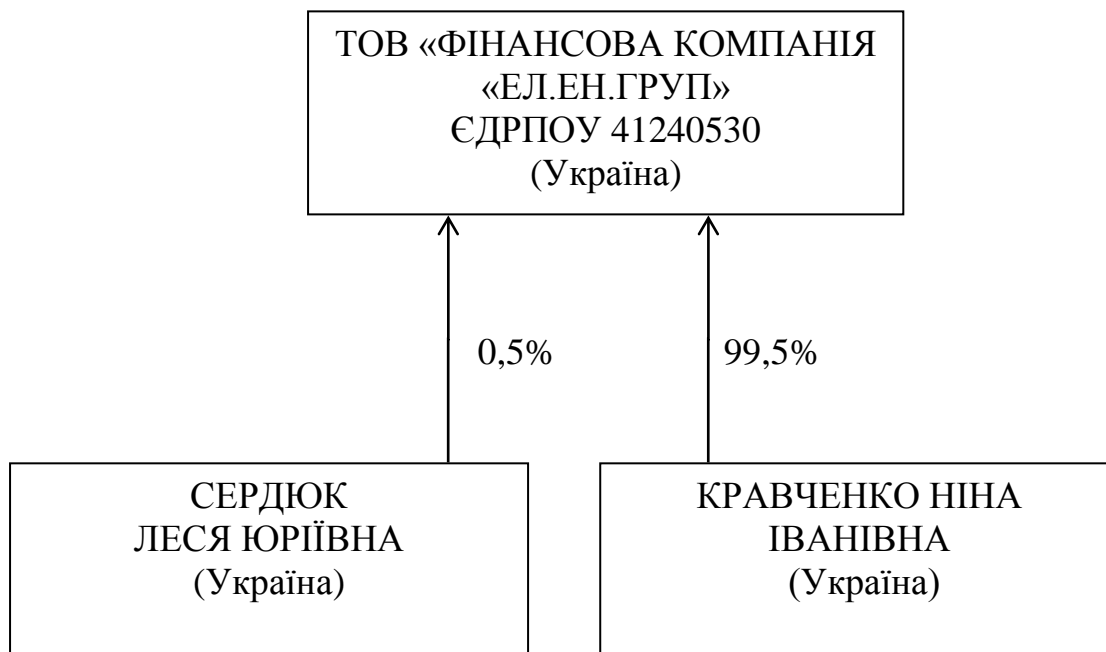 ТОВ «ФІНАНСОВА КОМПАНІЯ
«ЕЛ.ЕН.ГРУП»
ЄДРПОУ 41240530
(Україна)
0,5%
99,5%
СЕРДЮК
ЛЕСЯ ЮРІЇВНА
(Україна)
КРАВЧЕНКО НІНА
ІВАНІВНА
(Україна)